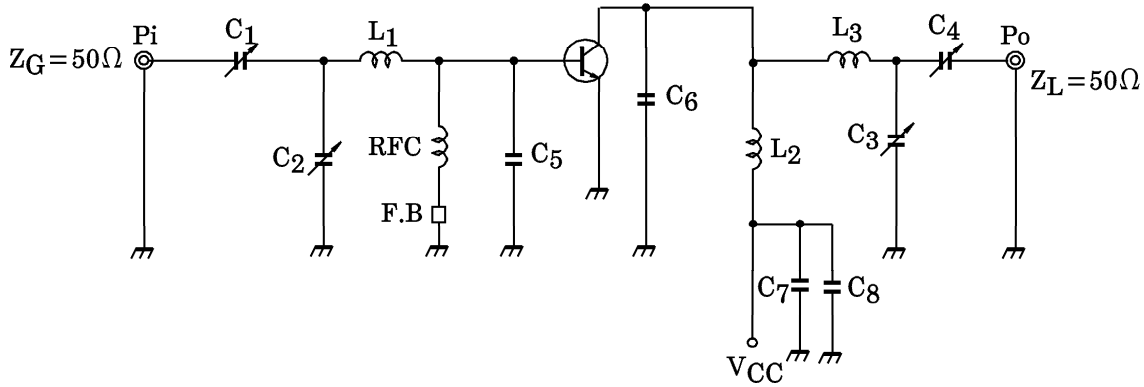 Pi
Z_G=50Ω
C1
L1
C2
RFC
F.B
C5
C6
L2
L3
C4
Po
Z_L=50Ω
C3
C7
C8
V_CC